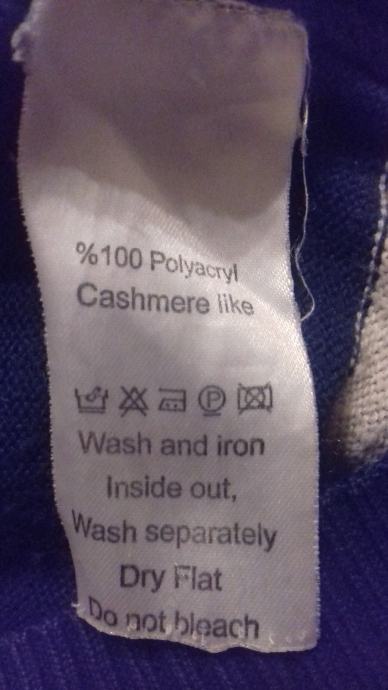 %100 Polyacryl
Cashmere like
P
Wash and iron
Inside out,
Wash separately
Dry Flat
Do not bleach